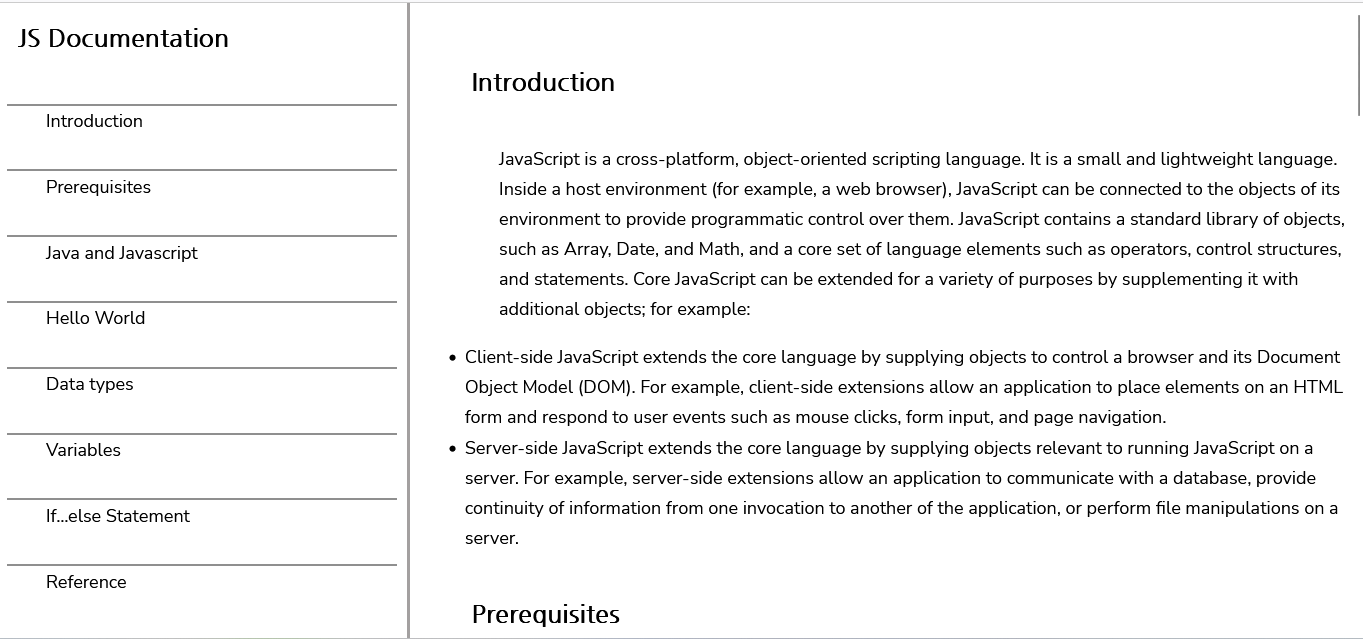 JS Documentation
Introduction
Prerequisites
Java and Javascript
Hello World
Data types
Variables
If...else Statement
Reference
Introduction
JavaScript is a cross-platform, object-oriented scripting language. It is a small and lightweight language.
Inside a host environment (for example, a web browser), JavaScript can be connected to the objects of its
environment to provide programmatic control over them. JavaScript contains a standard library of objects,
such as Array, Date, and Math, and a core set of language elements such as operators, control structures,
and statements. Core JavaScript can be extended for a variety of purposes by supplementing it with
additional objects; for example:
• Client-side JavaScript extends the core language by supplying objects to control a browser and its Document
Object Model (DOM). For example, client-side extensions allow an application to place elements on an HTML
form and respond to user events such as mouse clicks, form input, and page navigation.
• Server-side JavaScript extends the core language by supplying objects relevant to running JavaScript on a
server. For example, server-side extensions allow an application to communicate with a database, provide
continuity of information from one invocation to another of the application, or perform file manipulations on a
server.
Prerequisites